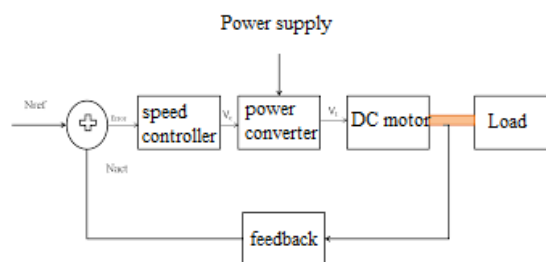 Power supply
Nref
Error
speed
controller
Vc
power
converter
Vt
DC motor
Load
Nact
feedback